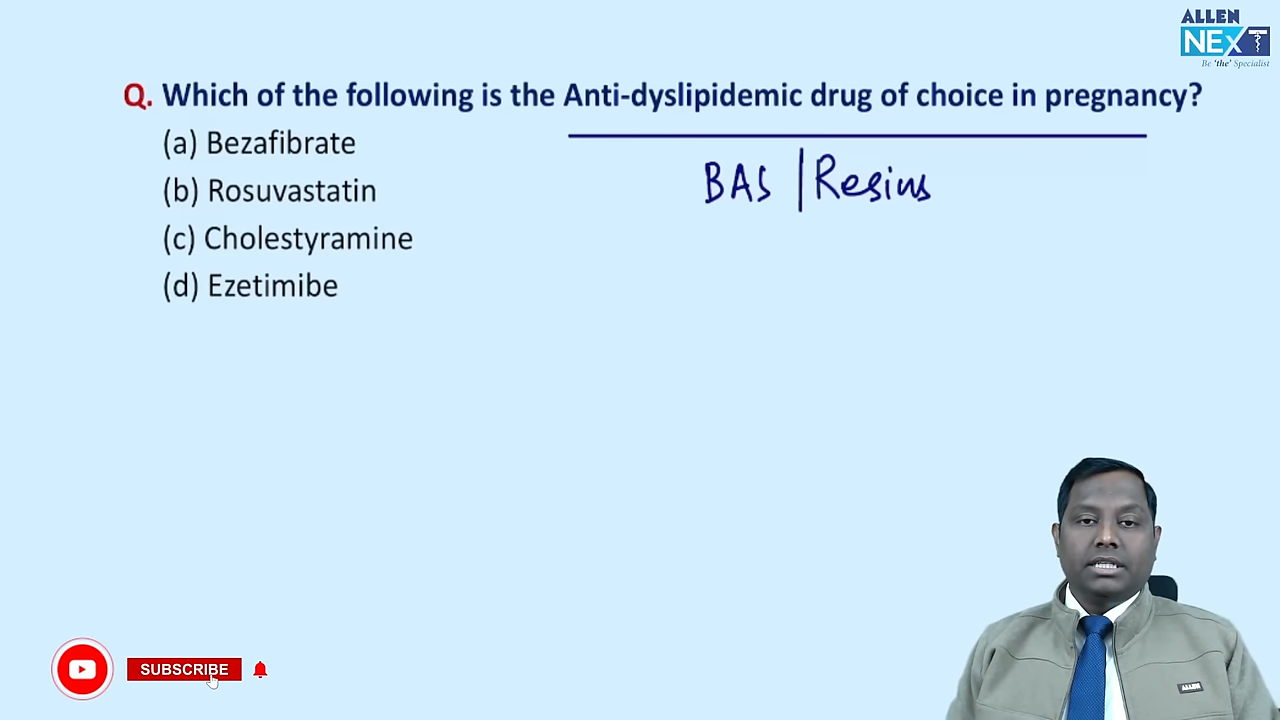 ALLEN
NEXT
Be 'the' Specialist
Q. Which of the following is the Anti-dyslipidemic drug of choice in pregnancy?
(a) Bezafibrate
BAS | Resins
(b) Rosuvastatin
(c) Cholestyramine
(d) Ezetimibe
SUBSCRIBE
ALLEN